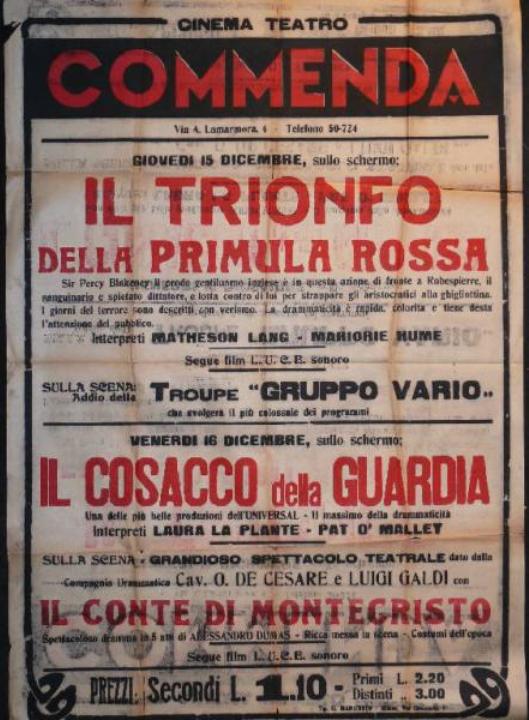 CINEMA TEATRO
COMMENDA
Via A. Lamarmora, 4 - Telefono 50-724
GIOVEDI 15 DICEMBRE, sullo schermo:
IL TRIONFO
DELLA PRIMULA ROSSA
Sir Percy Blakeney il prode gentiluomo inglese è in questa azione di fronte a Robespierre, il
sanguinario e spietato dittatore, e lotta contro di lui per strappare gli aristocratici alla ghigliottina.
I giorni del terrore sono descritti con verismo. La drammaticità è rapida, colorita e tiene desta
l'attenzione del pubblico.
Interpreti MATHESON LANG - MARIORIE HUME
Segue film L.U.C.E. sonoro
SULLA SCENA:
Addio della TROUPE "GRUPPO VARIO"
che svolgerà il più colossale dei programmi
VENERDI 16 DICEMBRE, sullo schermo:
IL COSACCO della GUARDIA
Una delle più belle produzioni dell'UNIVERSAL - Il massimo della drammaticità
Interpreti LAURA LA PLANTE - PAT O' MALLEY
SULLA SCENA - GRANDIOSO SPETTACOLO TEATRALE dato dalla
Compagnia Drammatica Cav. O. DE CESARE e LUIGI GALDI con
IL CONTE DI MONTEGRISTO
Spettacoloso dramma in 5 atti di ALESSANDRO DUMAS - Ricca messa in scena - Costumi dell'epoca
Segue film L.U.C.E. sonoro
PREZZI: Secondi L. 1.10 - Primi L. 2.20
Distinti .. 3.00